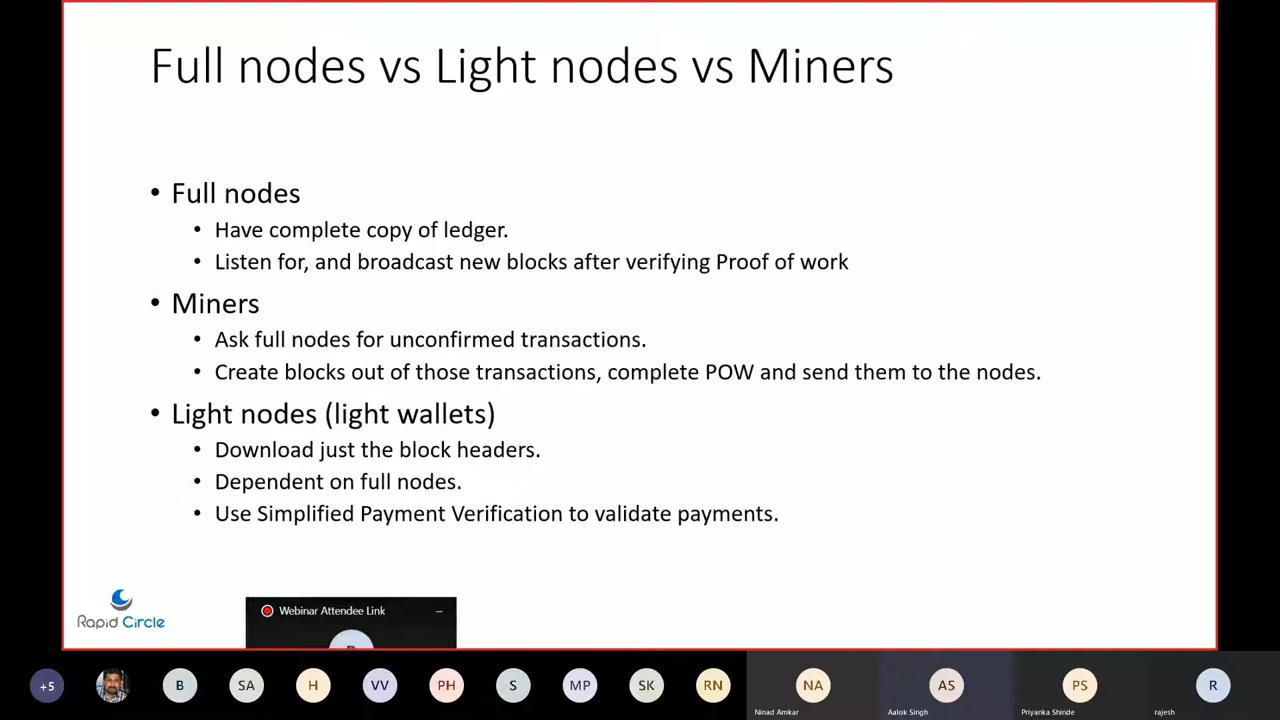 Full nodes vs Light nodes vs Miners
• Full nodes
• Have complete copy of ledger.
• Listen for, and broadcast new blocks after verifying Proof of work
• Miners
• Ask full nodes for unconfirmed transactions.
• Create blocks out of those transactions, complete POW and send them to the nodes.
• Light nodes (light wallets)
• Download just the block headers.
• Dependent on full nodes.
• Use Simplified Payment Verification to validate payments.
Rapid Circle
Webinar Attendee Link
+5 B SA H VV PH S MP SK RN NA AS PS R
Ninad Amkar Aalok Singh Priyanka Shinde rajesh